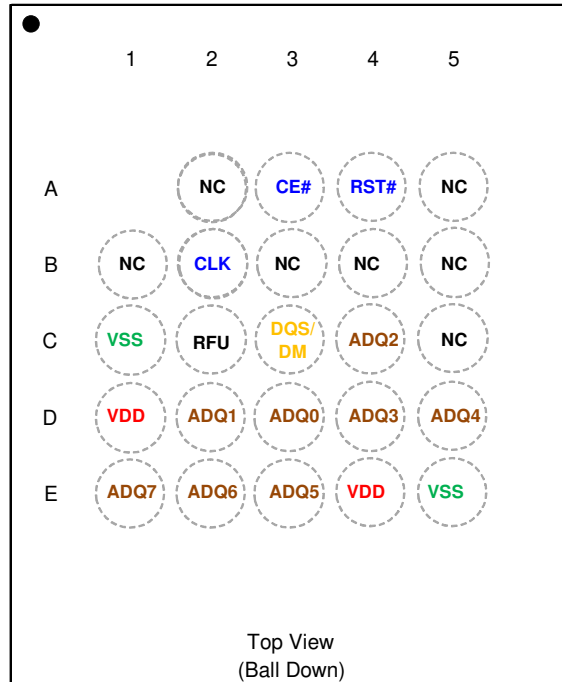 1 2 3 4 5
A NC CE# RST# NC
B NC CLK NC NC NC
C VSS RFU DQS/ ADQ2 NC
DM
D VDD ADQ1 ADQ0 ADQ3 ADQ4
E ADQ7 ADQ6 ADQ5 VDD VSS
Top View
(Ball Down)